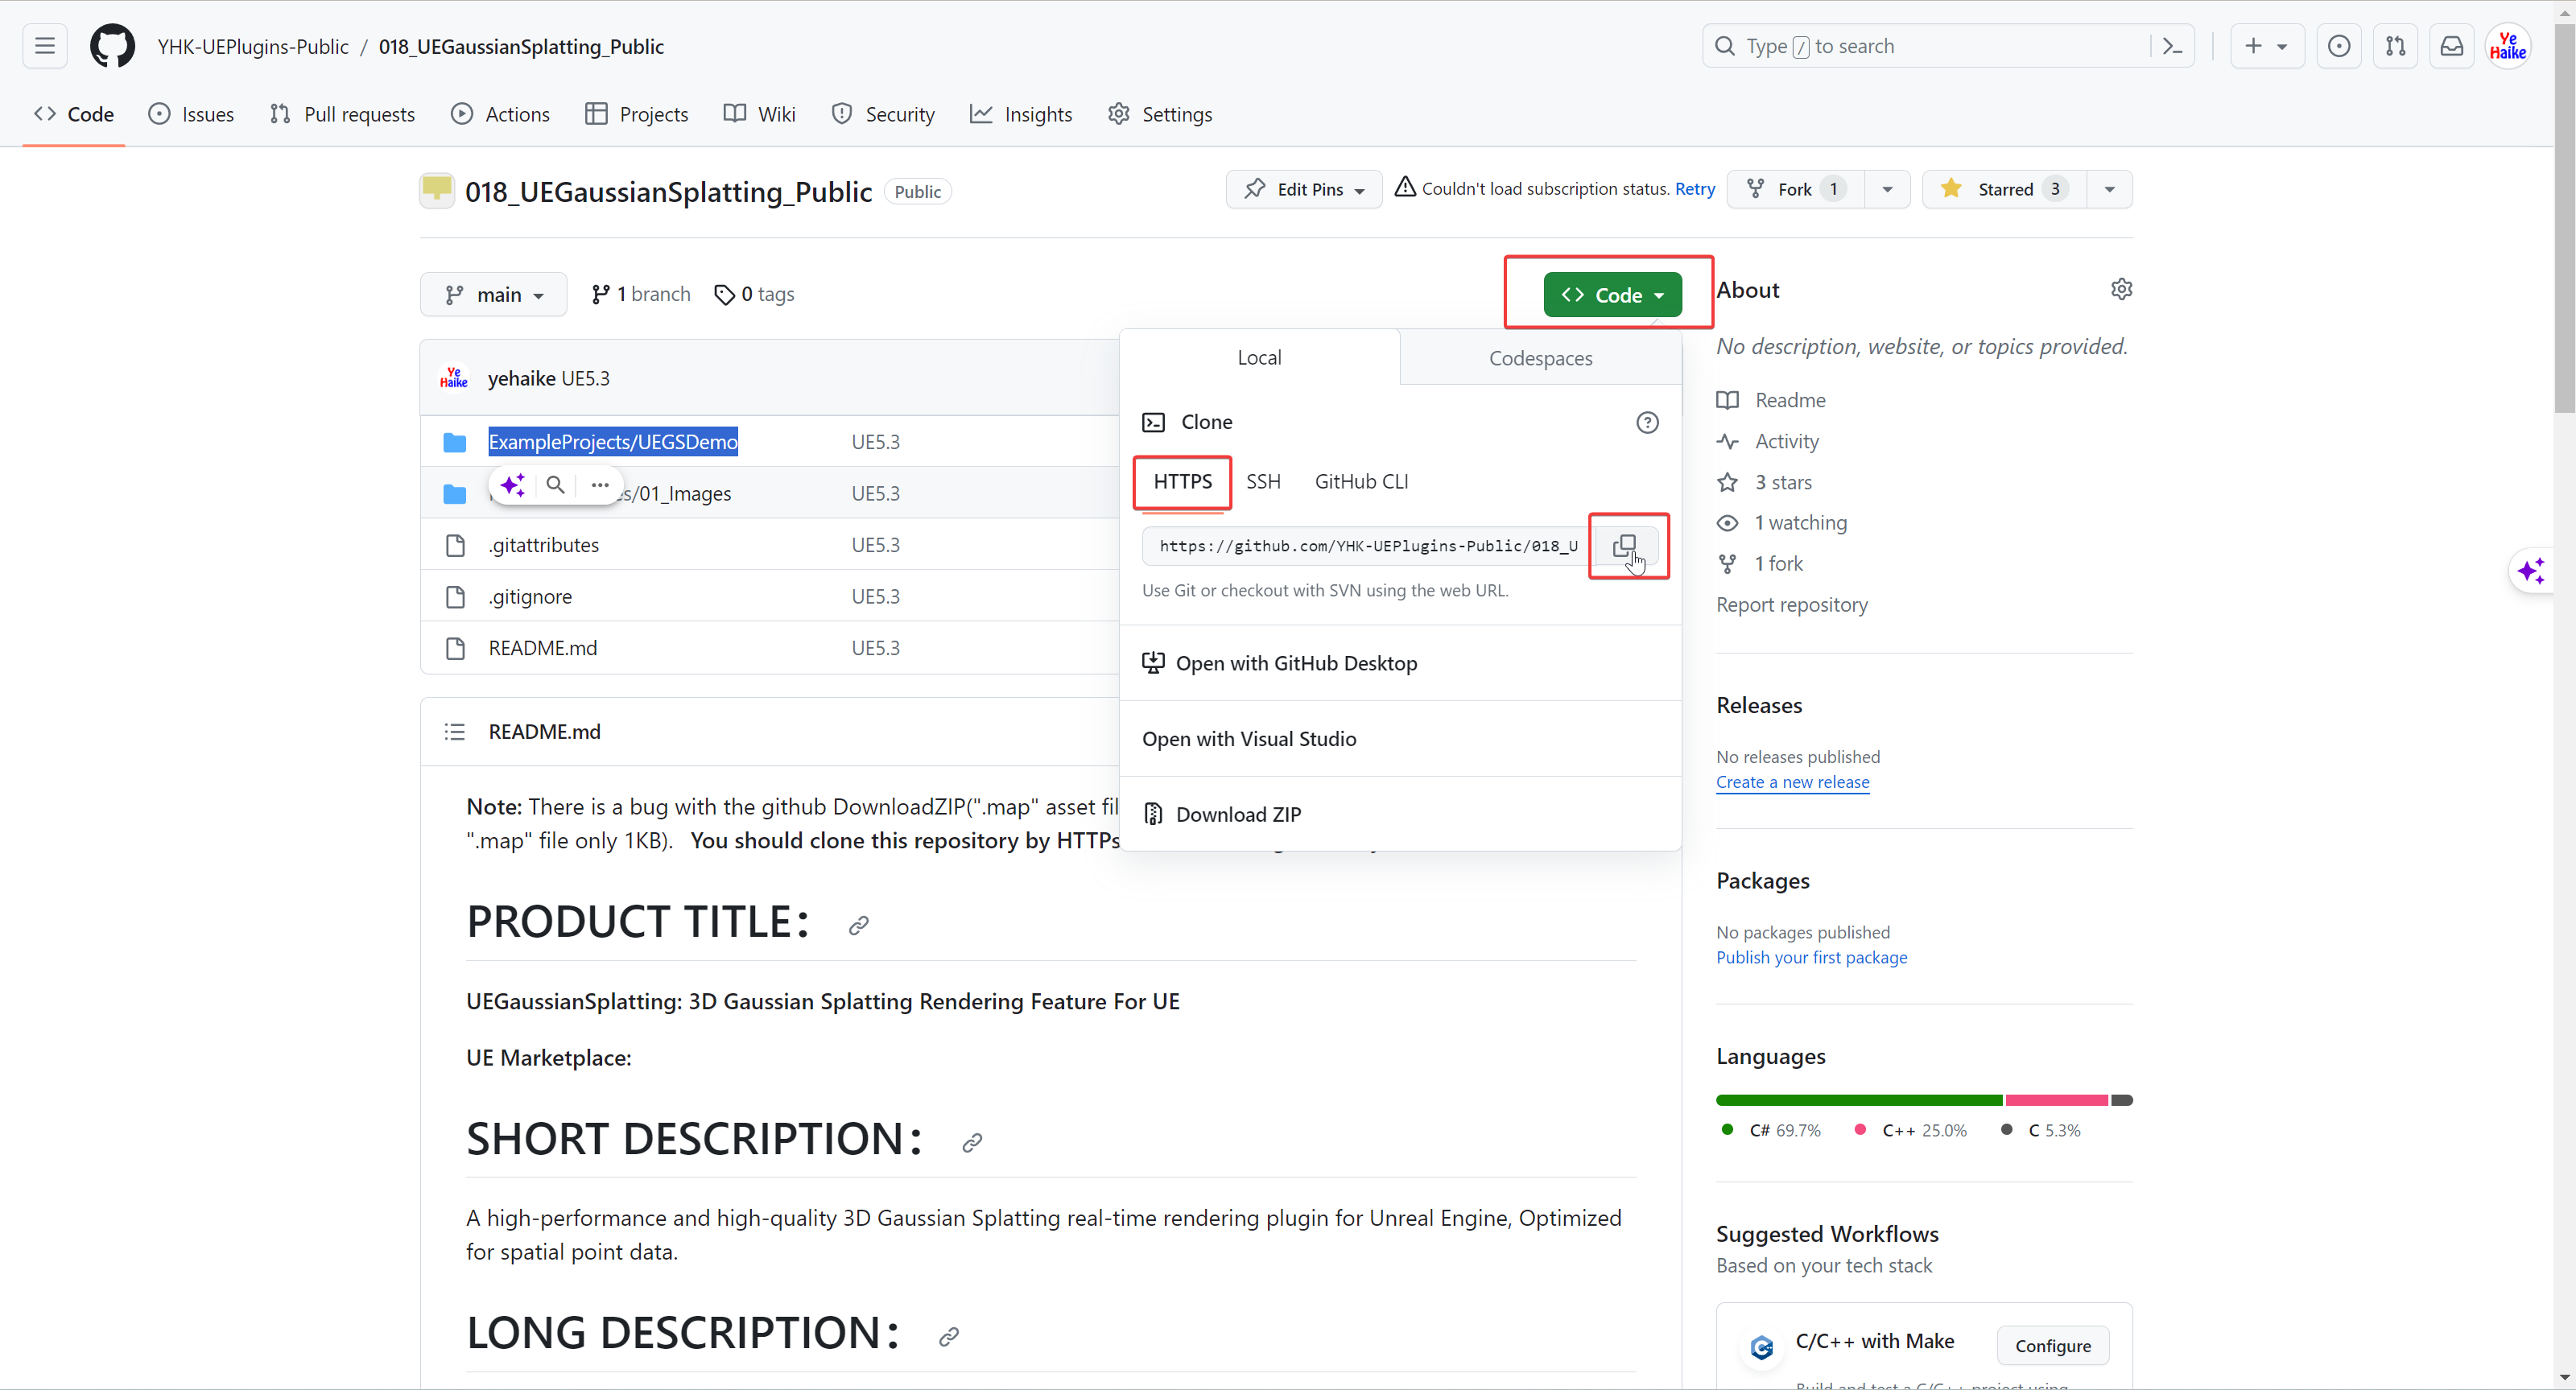 YHK-UEPlugins-Public / 018_UEGaussianSplatting_Public
Type / to search
Ye Haike
Code Issues Pull requests Actions Projects Wiki Security Insights Settings
018_UEGaussianSplatting_Public Public
Edit Pins Couldn't load subscription status. Retry Fork 1 Starred 3
main 1 branch 0 tags
Code
Local Codespaces
Clone
HTTPS SSH GitHub CLI
https://github.com/YHK-UEPlugins-Public/018_U
Use Git or checkout with SVN using the web URL.
Open with GitHub Desktop
Open with Visual Studio
Download ZIP
Ye Haike yehaike UE5.3
ExampleProjects/UEGSDemo UE5.3
/01_Images UE5.3
.gitattributes UE5.3
.gitignore UE5.3
README.md UE5.3
README.md
Note: There is a bug with the github DownloadZIP(".map" asset
".map" file only 1KB). You should clone this repository by HTTPs
PRODUCT TITLE：
UEGaussianSplatting: 3D Gaussian Splatting Rendering Feature For UE
UE Marketplace:
SHORT DESCRIPTION：
A high-performance and high-quality 3D Gaussian Splatting real-time rendering plugin for Unreal Engine, Optimized
for spatial point data.
LONG DESCRIPTION：
About
No description, website, or topics provided.
Readme
Activity
3 stars
1 watching
1 fork
Report repository
Releases
No releases published
Create a new release
Packages
No packages published
Publish your first package
Languages
C# 69.7% C++ 25.0% C 5.3%
Suggested Workflows
Based on your tech stack
C/C++ with Make Configure
Build and test a C/C++ project using